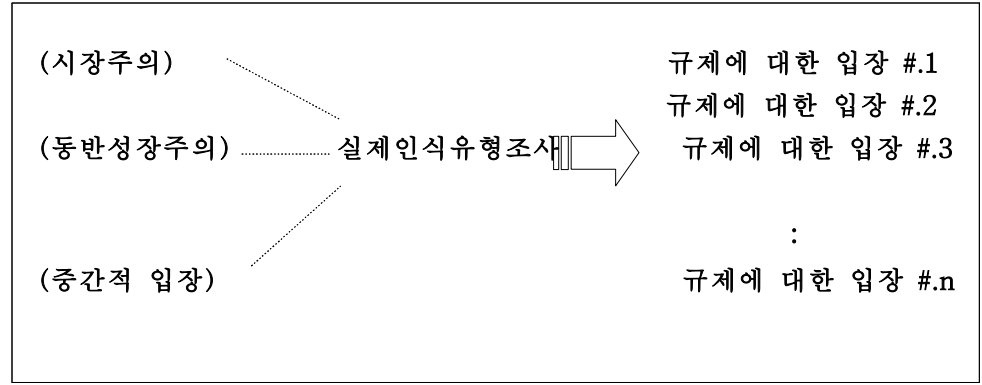 (시장주의) 규제에 대한 입장 #.1
규제에 대한 입장 #.2
(동반성장주의) 실제인식유형조사 규제에 대한 입장 #.3
:
(중간적 입장) 규제에 대한 입장 #.n